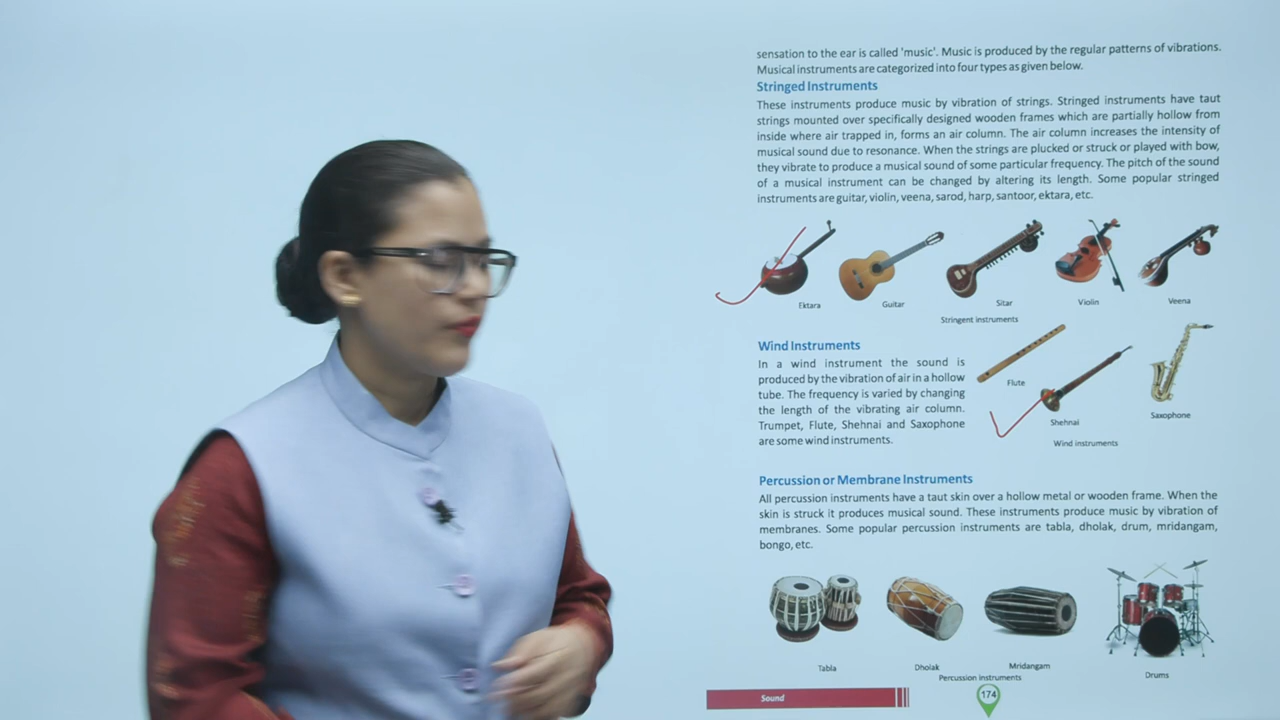 sensation to the ear is called 'music'. Music is produced by the regular patterns of vibrations.
Musical instruments are categorized into four types as given below.
Stringed Instruments
These instruments produce music by vibration of strings. Stringed instruments have taut
strings mounted over specifically designed wooden frames which are partially hollow from
inside where air trapped in, forms an air column. The air column increases the intensity of
musical sound due to resonance. When the strings are plucked or struck or played with bow,
they vibrate to produce a musical sound of some particular frequency. The pitch of the sound
of a musical instrument can be changed by altering its length. Some popular stringed
instruments are guitar, violin, veena, sarod, harp, santoor, ektara, etc.
Ektara
Guitar
Sitar
Violin
Veena
Stringent instruments
Wind Instruments
In a wind instrument the sound is
produced by the vibration of air in a hollow
tube. The frequency is varied by changing
the length of the vibrating air column.
Trumpet, Flute, Shehnai and Saxophone
are some wind instruments.
Flute
Shehnai
Saxophone
Wind instruments
Percussion or Membrane Instruments
All percussion instruments have a taut skin over a hollow metal or wooden frame. When the
skin is struck it produces musical sound. These instruments produce music by vibration of
membranes. Some popular percussion instruments are tabla, dholak, drum, mridangam,
bongo, etc.
Tabla
Dholak
Mridangam
Drums
Percussion instruments
Sound
174